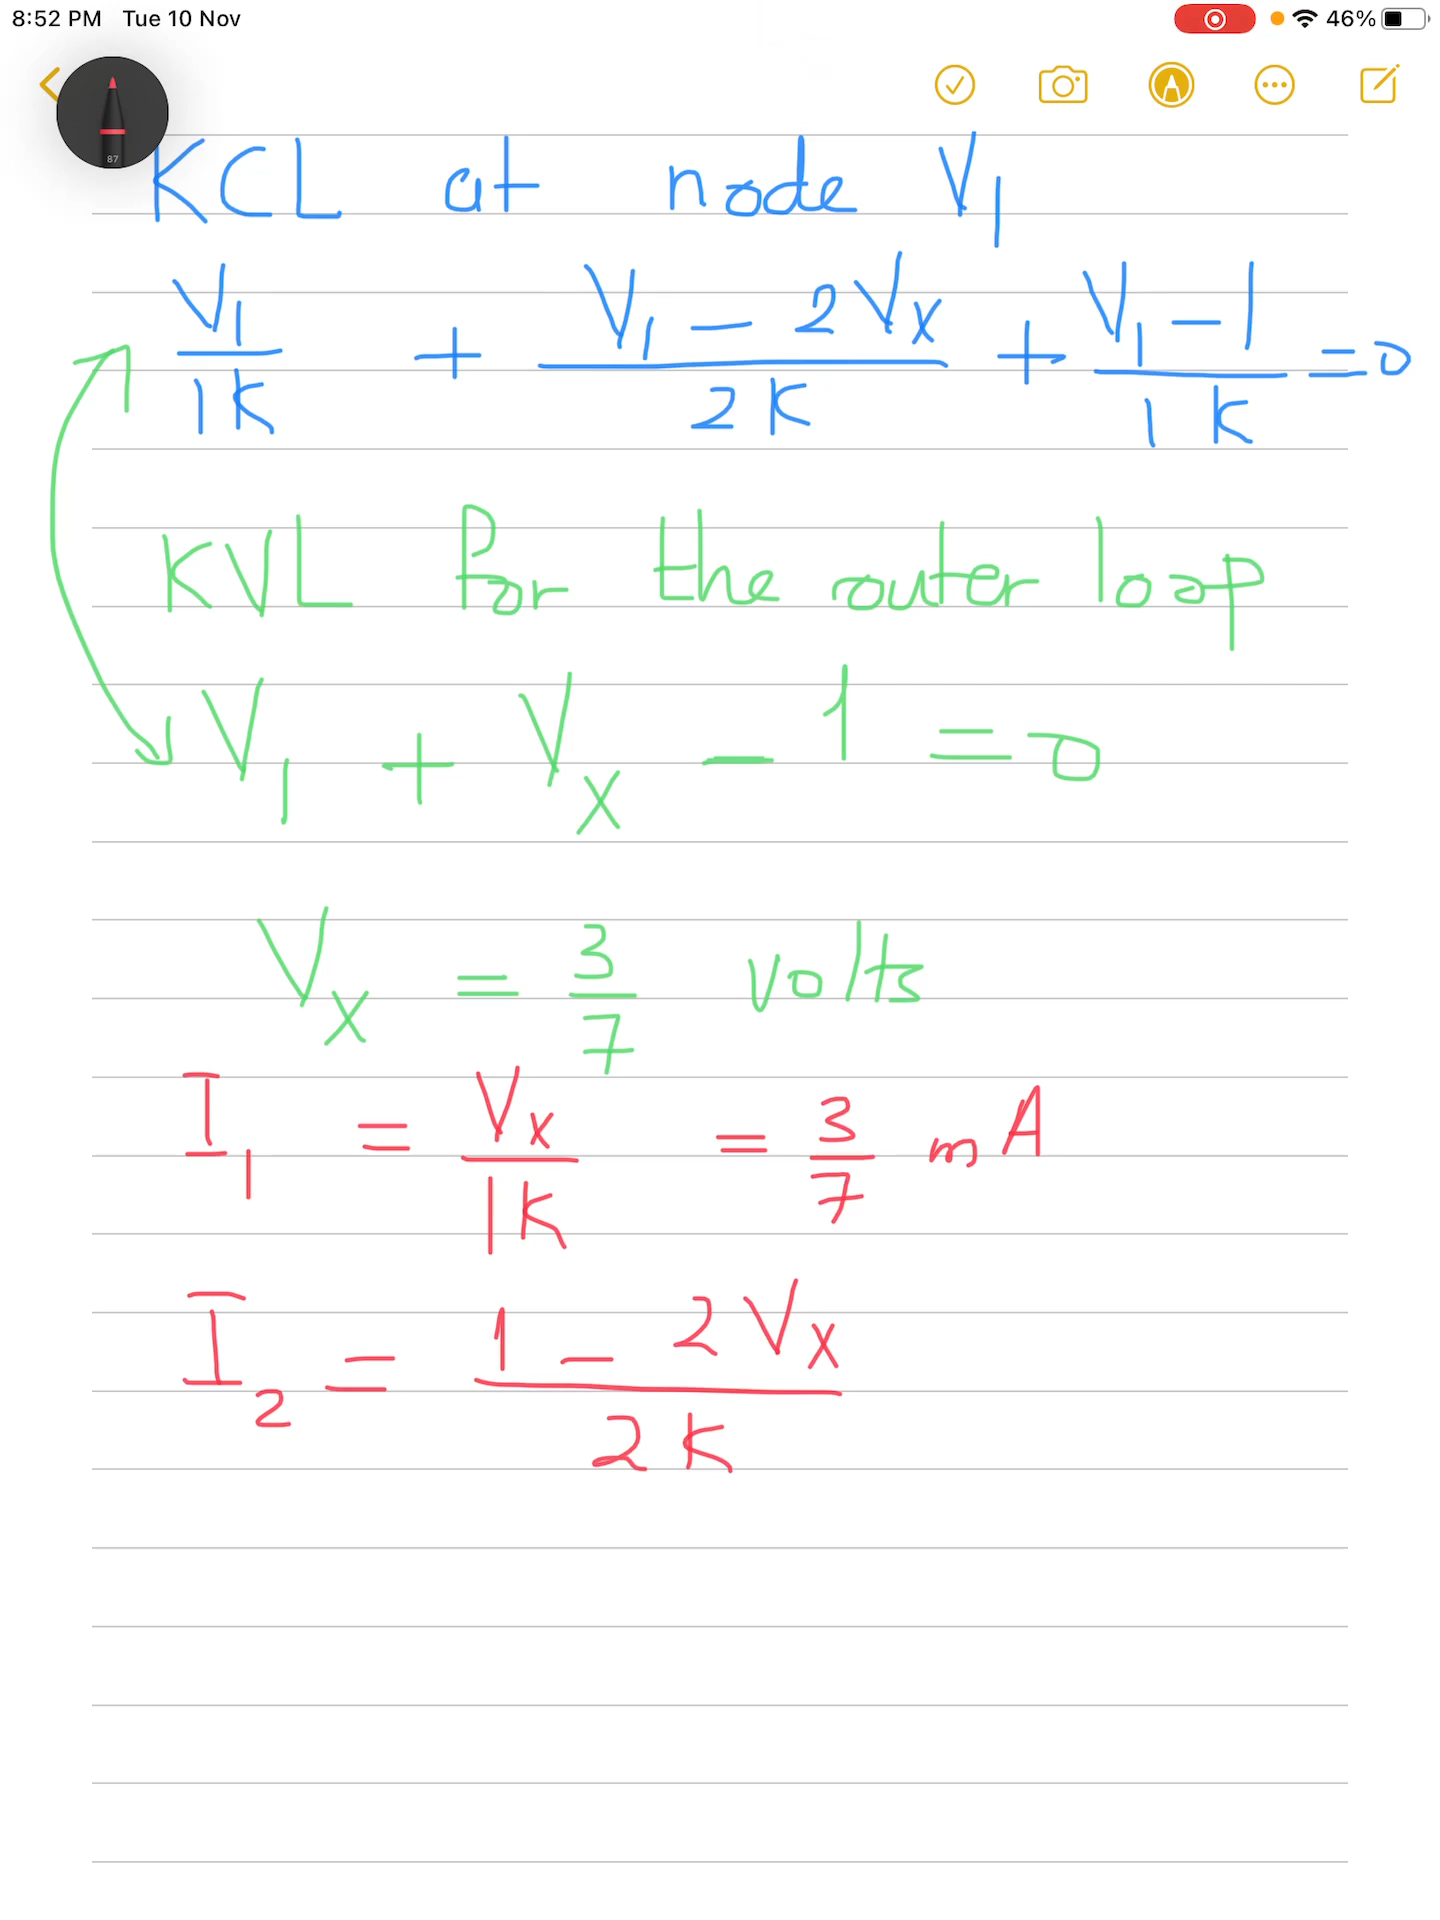 8:52 PM Tue 10 Nov 46%
87
KCL at node V₁
V₁/1K + (V₁ - 2Vx)/2K + (V₁ - 1)/1K = 0
KVL for the outer loop
V₁ + Vx - 1 = 0
Vx = 3/7 volts
I₁ = Vx/1K = 3/7 mA
I₂ = (1 - 2Vx)/2K